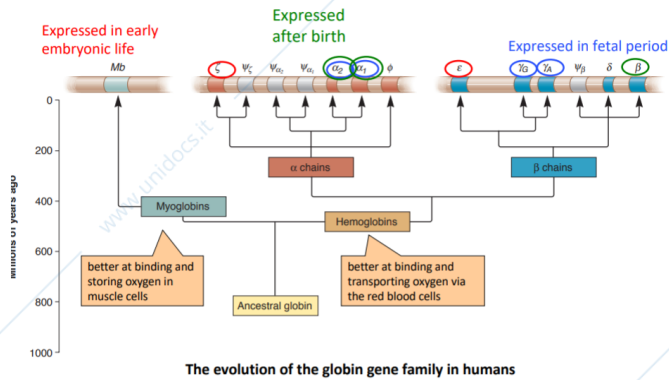 Expressed in early
embryonic life
Expressed
after birth
Expressed in fetal period
Mb
ζ ψζ ψα₂ ψα₁ α₂ α₁ ϕ
ε γG γA ψβ δ β
0
200
400
600
800
1000
Millions of years ago
α chains
β chains
Myoglobins
Hemoglobins
better at binding and
storing oxygen in
muscle cells
better at binding and
transporting oxygen via
the red blood cells
Ancestral globin
www.unidocs.it
The evolution of the globin gene family in humans